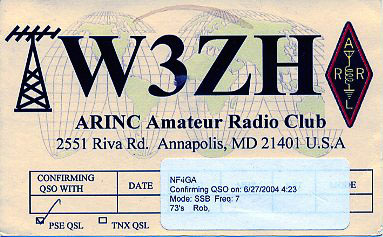 W3ZH
A
R R
L
ARINC Amateur Radio Club
2551 Riva Rd. Annapolis, MD 21401 U.S.A
CONFIRMING
QSO WITH
DATE
MODE
NF4GA
Confirming QSO on: 6/27/2004 4:23
Mode: SSB Freq: 7
73's Rob,
PSE QSL TNX QSL